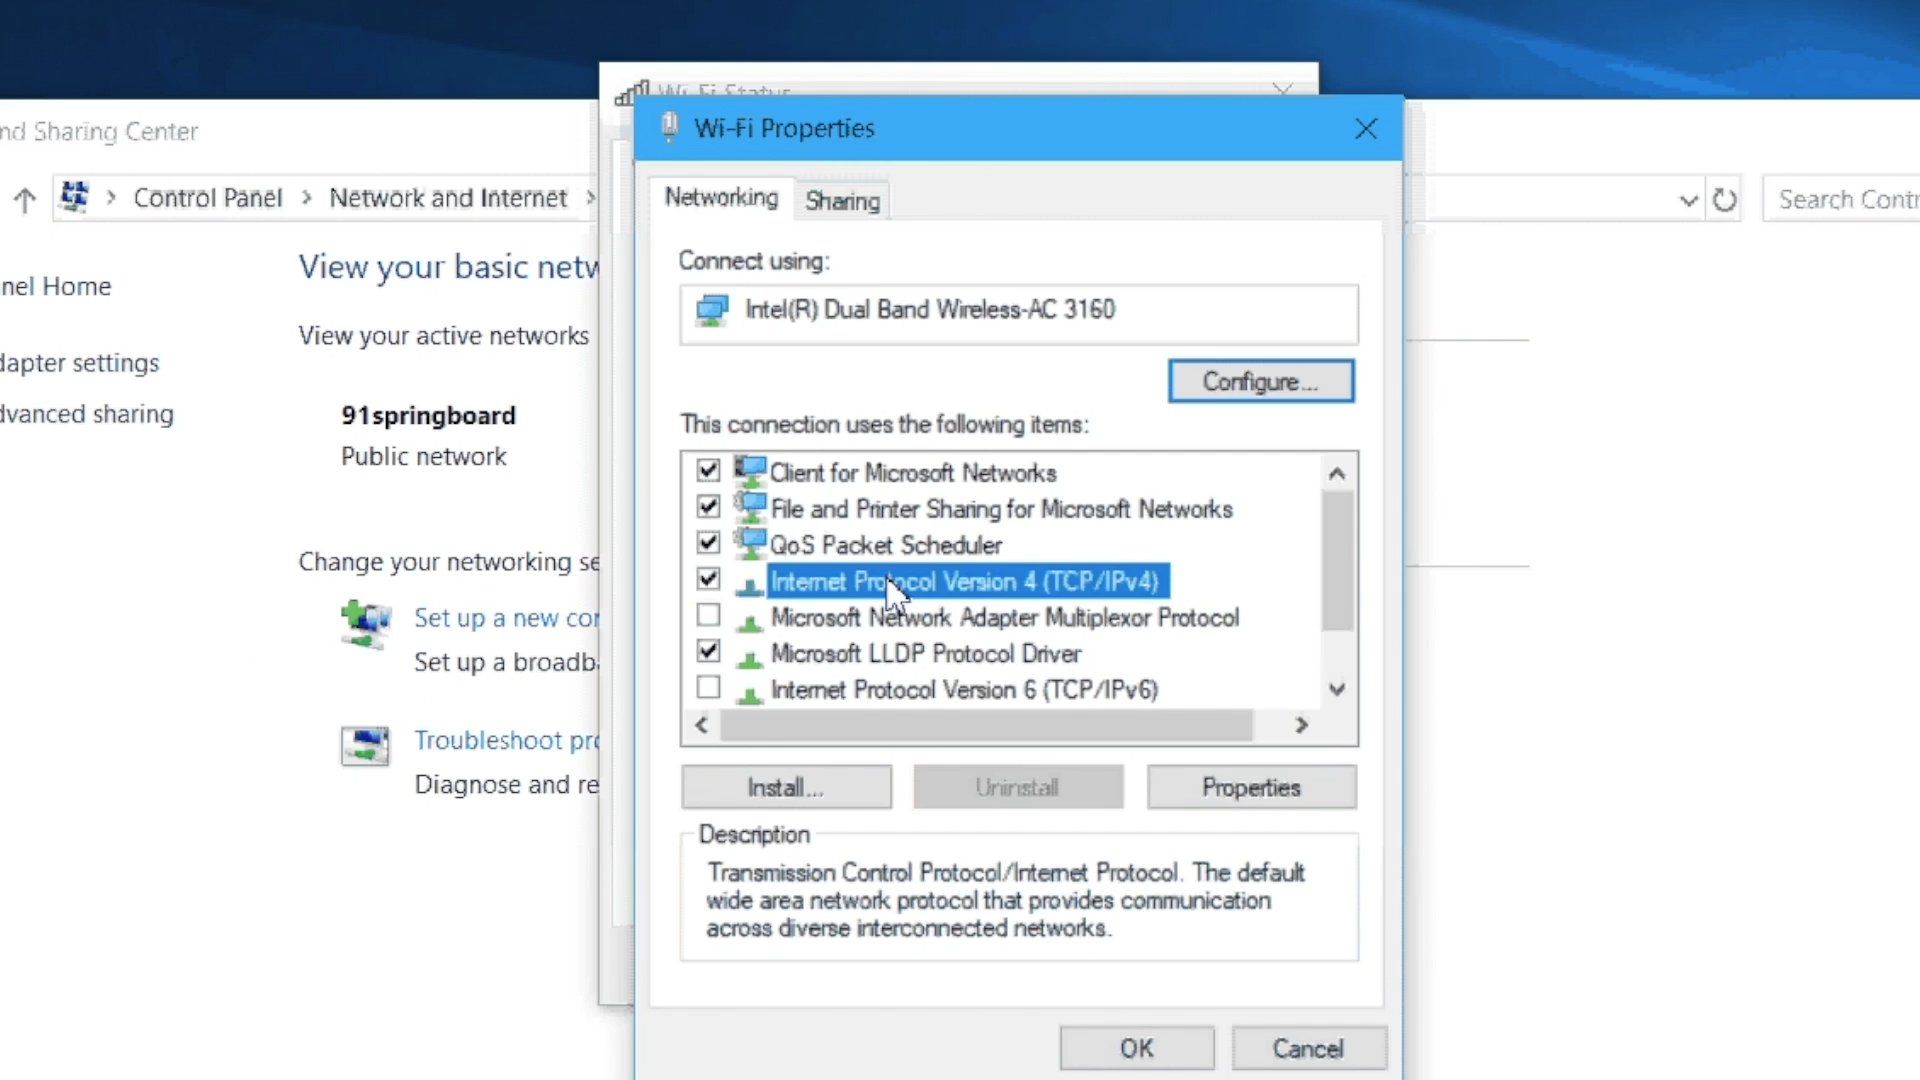 Wi-Fi Status
Wi-Fi Properties
nd Sharing Center
Control Panel > Network and Internet >
Search Contr
Networking
Sharing
nel Home
dapter settings
dvanced sharing
View your basic netw
View your active networks
91springboard
Public network
Change your networking se
Set up a new con
Set up a broadba
Troubleshoot pro
Diagnose and re
Connect using:
Intel(R) Dual Band Wireless-AC 3160
Configure...
This connection uses the following items:
Client for Microsoft Networks
File and Printer Sharing for Microsoft Networks
QoS Packet Scheduler
Internet Protocol Version 4 (TCP/IPv4)
Microsoft Network Adapter Multiplexor Protocol
Microsoft LLDP Protocol Driver
Internet Protocol Version 6 (TCP/IPv6)
Install...
Uninstall
Properties
Description
Transmission Control Protocol/Internet Protocol. The default
wide area network protocol that provides communication
across diverse interconnected networks.
OK
Cancel